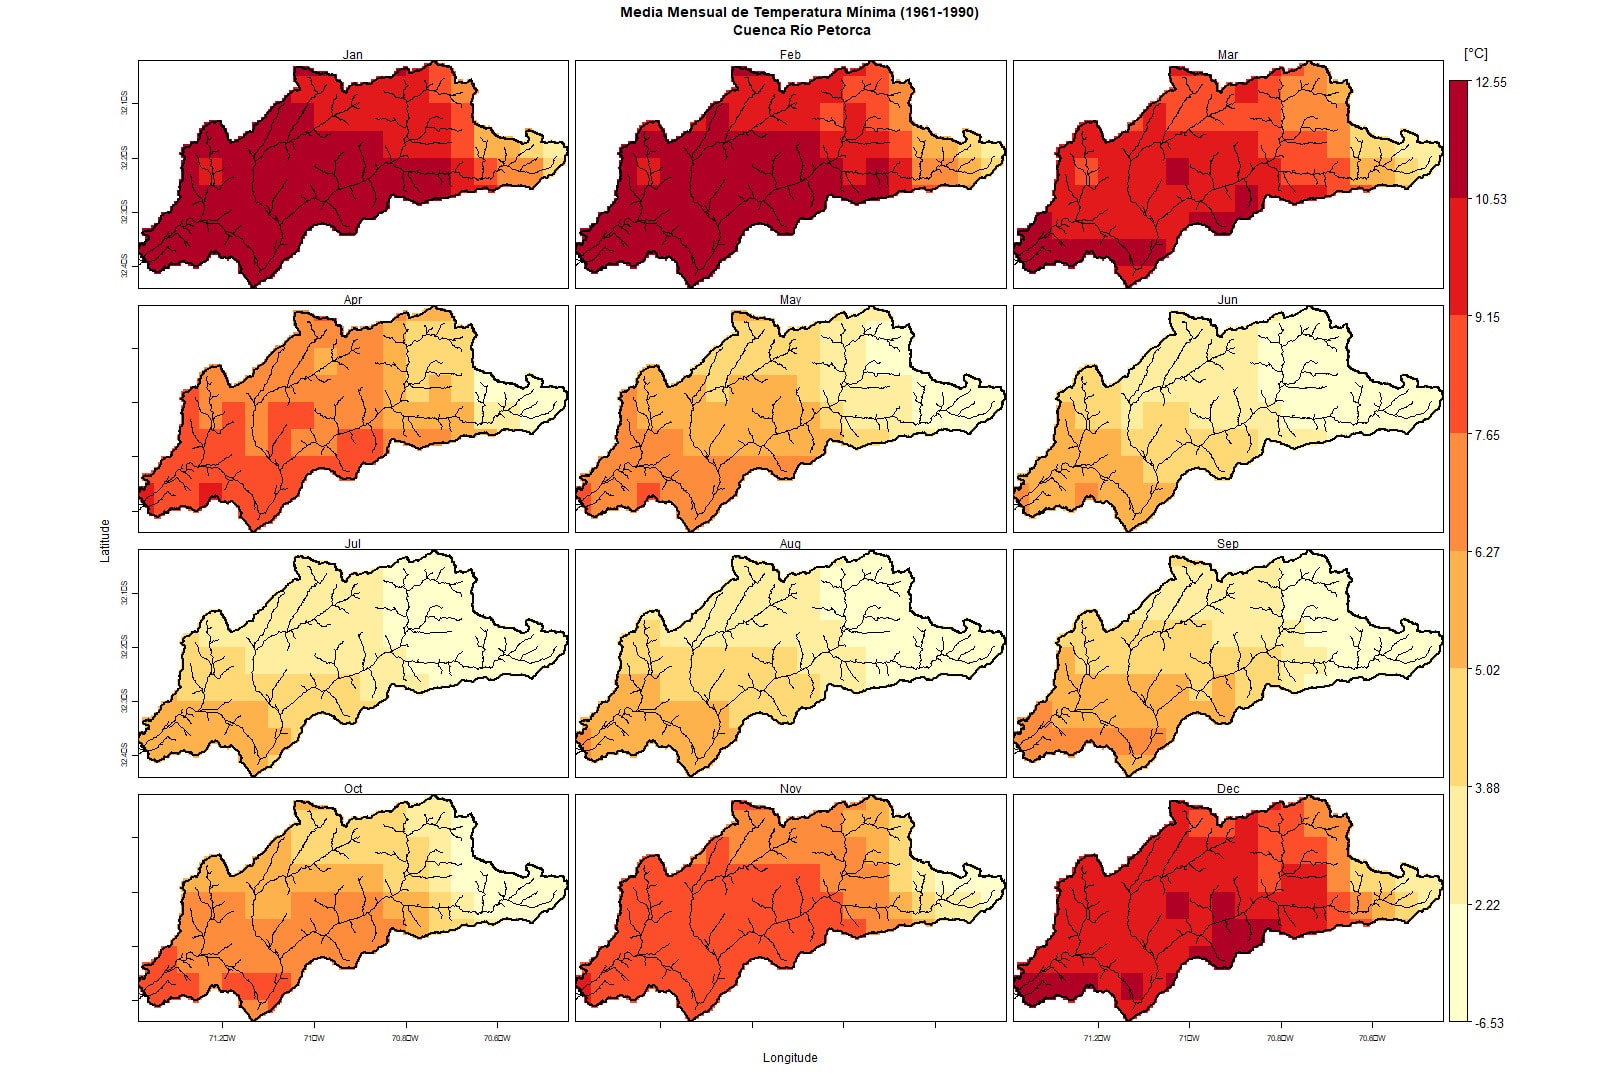 Media Mensual de Temperatura Mínima (1961-1990)
Cuenca Río Petorca
Jan
Feb
Mar
[°C]
12.55
10.53
9.15
7.65
6.27
5.02
3.88
2.22
-6.53
32.1□S
32.2□S
32.3□S
32.4□S
Apr
May
Jun
Latitude
Jul
Aug
Sep
32.1□S
32.2□S
32.3□S
32.4□S
Oct
Nov
Dec
71.2□W
71□W
70.8□W
70.6□W
71.2□W
71□W
70.8□W
70.6□W
Longitude